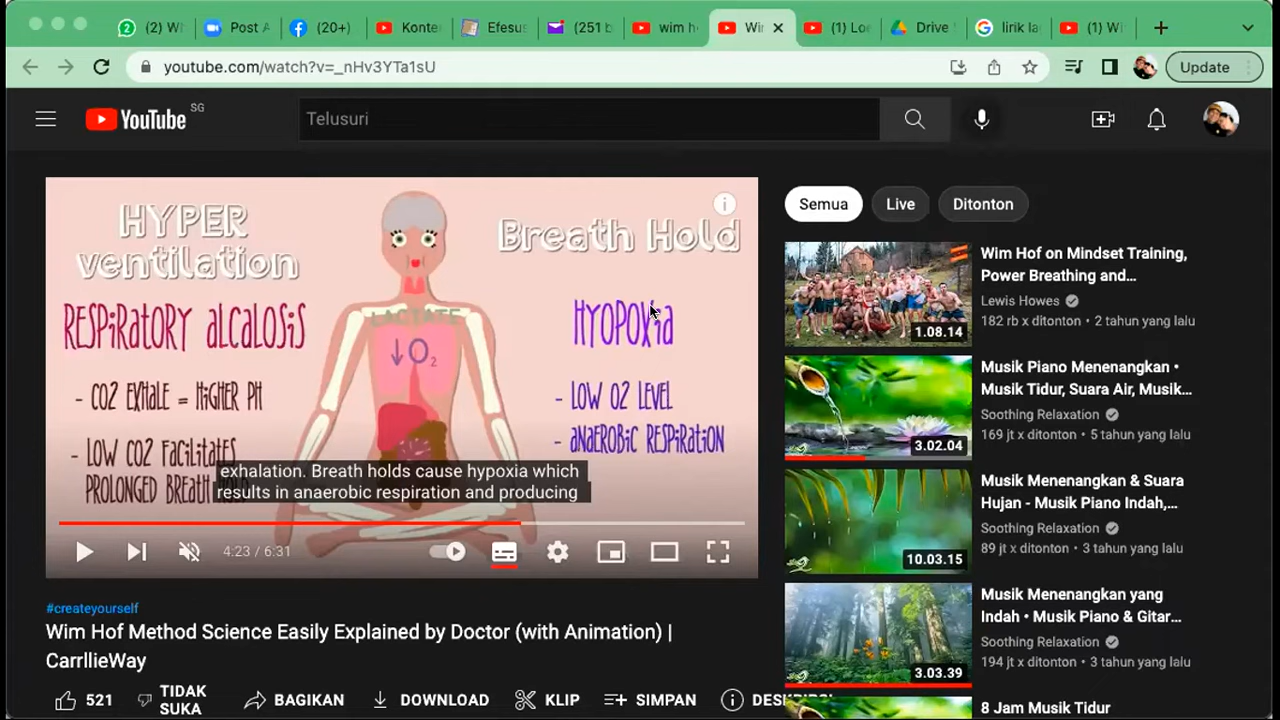 (2) W
Post A
(20+)
Konte
Efesus
(251 b
wim h
Wi
(1) Lo
Drive
lirik la
(1) W
youtube.com/watch?v=_nHv3YTa1sU
Update
YouTube SG
Telusuri
HYPER
ventilation
RESPIRATORY alcalosis
- CO2 EXHALE = HIGHER PH
- LOW CO2 Facilitates
PROLONGED BREATH
LACTATE
↓O2
Breath Hold
HYPOXia
- LOW O2 LEVEL
- aNaEROBIC RESPIRATION
exhalation. Breath holds cause hypoxia which
results in anaerobic respiration and producing
4:23 / 6:31
#createyourself
Wim Hof Method Science Easily Explained by Doctor (with Animation) |
CarrllieWay
521
TIDAK
SUKA
BAGIKAN
DOWNLOAD
KLIP
SIMPAN
Semua
Live
Ditonton
Wim Hof on Mindset Training,
Power Breathing and...
Lewis Howes
182 rb x ditonton • 2 tahun yang lalu
1.08.14
Musik Piano Menenangkan •
Musik Tidur, Suara Air, Musik...
Soothing Relaxation
169 jt x ditonton • 5 tahun yang lalu
3.02.04
Musik Menenangkan & Suara
Hujan - Musik Piano Indah,...
Soothing Relaxation
89 jt x ditonton • 3 tahun yang lalu
10.03.15
Musik Menenangkan yang
Indah • Musik Piano & Gitar...
Soothing Relaxation
194 jt x ditonton • 3 tahun yang lalu
3.03.39
8 Jam Musik Tidur